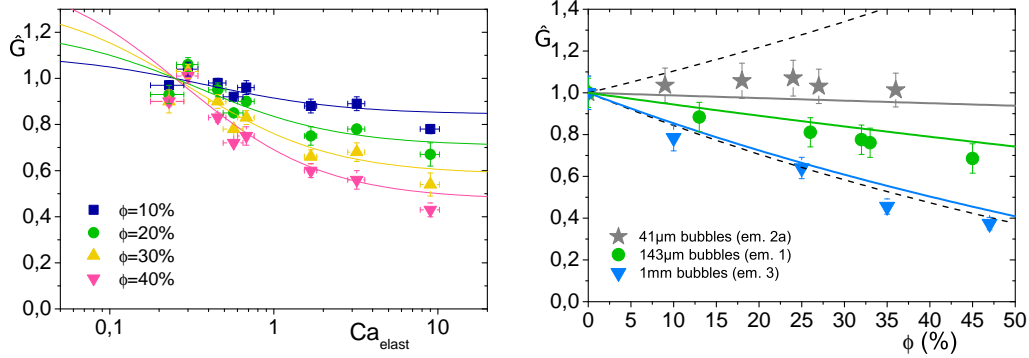 1,2
Ĝ
1,0
0,8
0,6
0,4
0,2
0,0
ϕ=10%
ϕ=20%
ϕ=30%
ϕ=40%
0,1
1
10
Ca_elast
1,4
Ĝ
1,2
1
1,0
0,8
0,6
0,4
0,2
0,0
41µm bubbles (em. 2a)
143µm bubbles (em. 1)
1mm bubbles (em. 3)
0 5 10 15 20 25 30 35 40 45 50
ϕ (%)